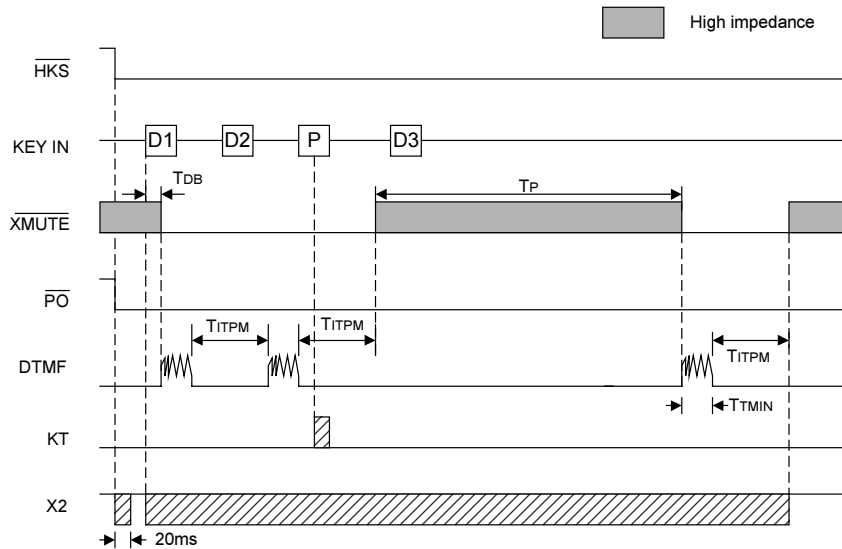 High impedance
HKS
KEY IN D1 D2 P D3
TDB
TP
XMUTE
PO
TITPM TITPM TITPM
DTMF
TTMIN
KT
X2
20ms